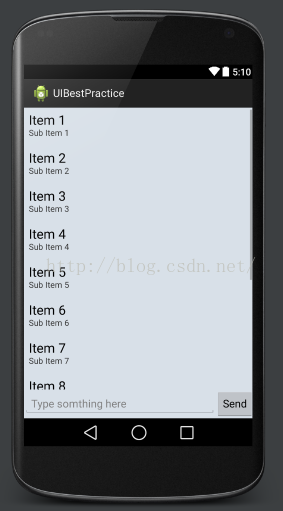 5:10
UIBestPractice
Item 1
Sub Item 1
Item 2
Sub Item 2
Item 3
Sub Item 3
Item 4
Sub Item 4
http://blog.csdn.net/
Item 5
Sub Item 5
Item 6
Sub Item 6
Item 7
Sub Item 7
Item 8
Type somthing here
Send